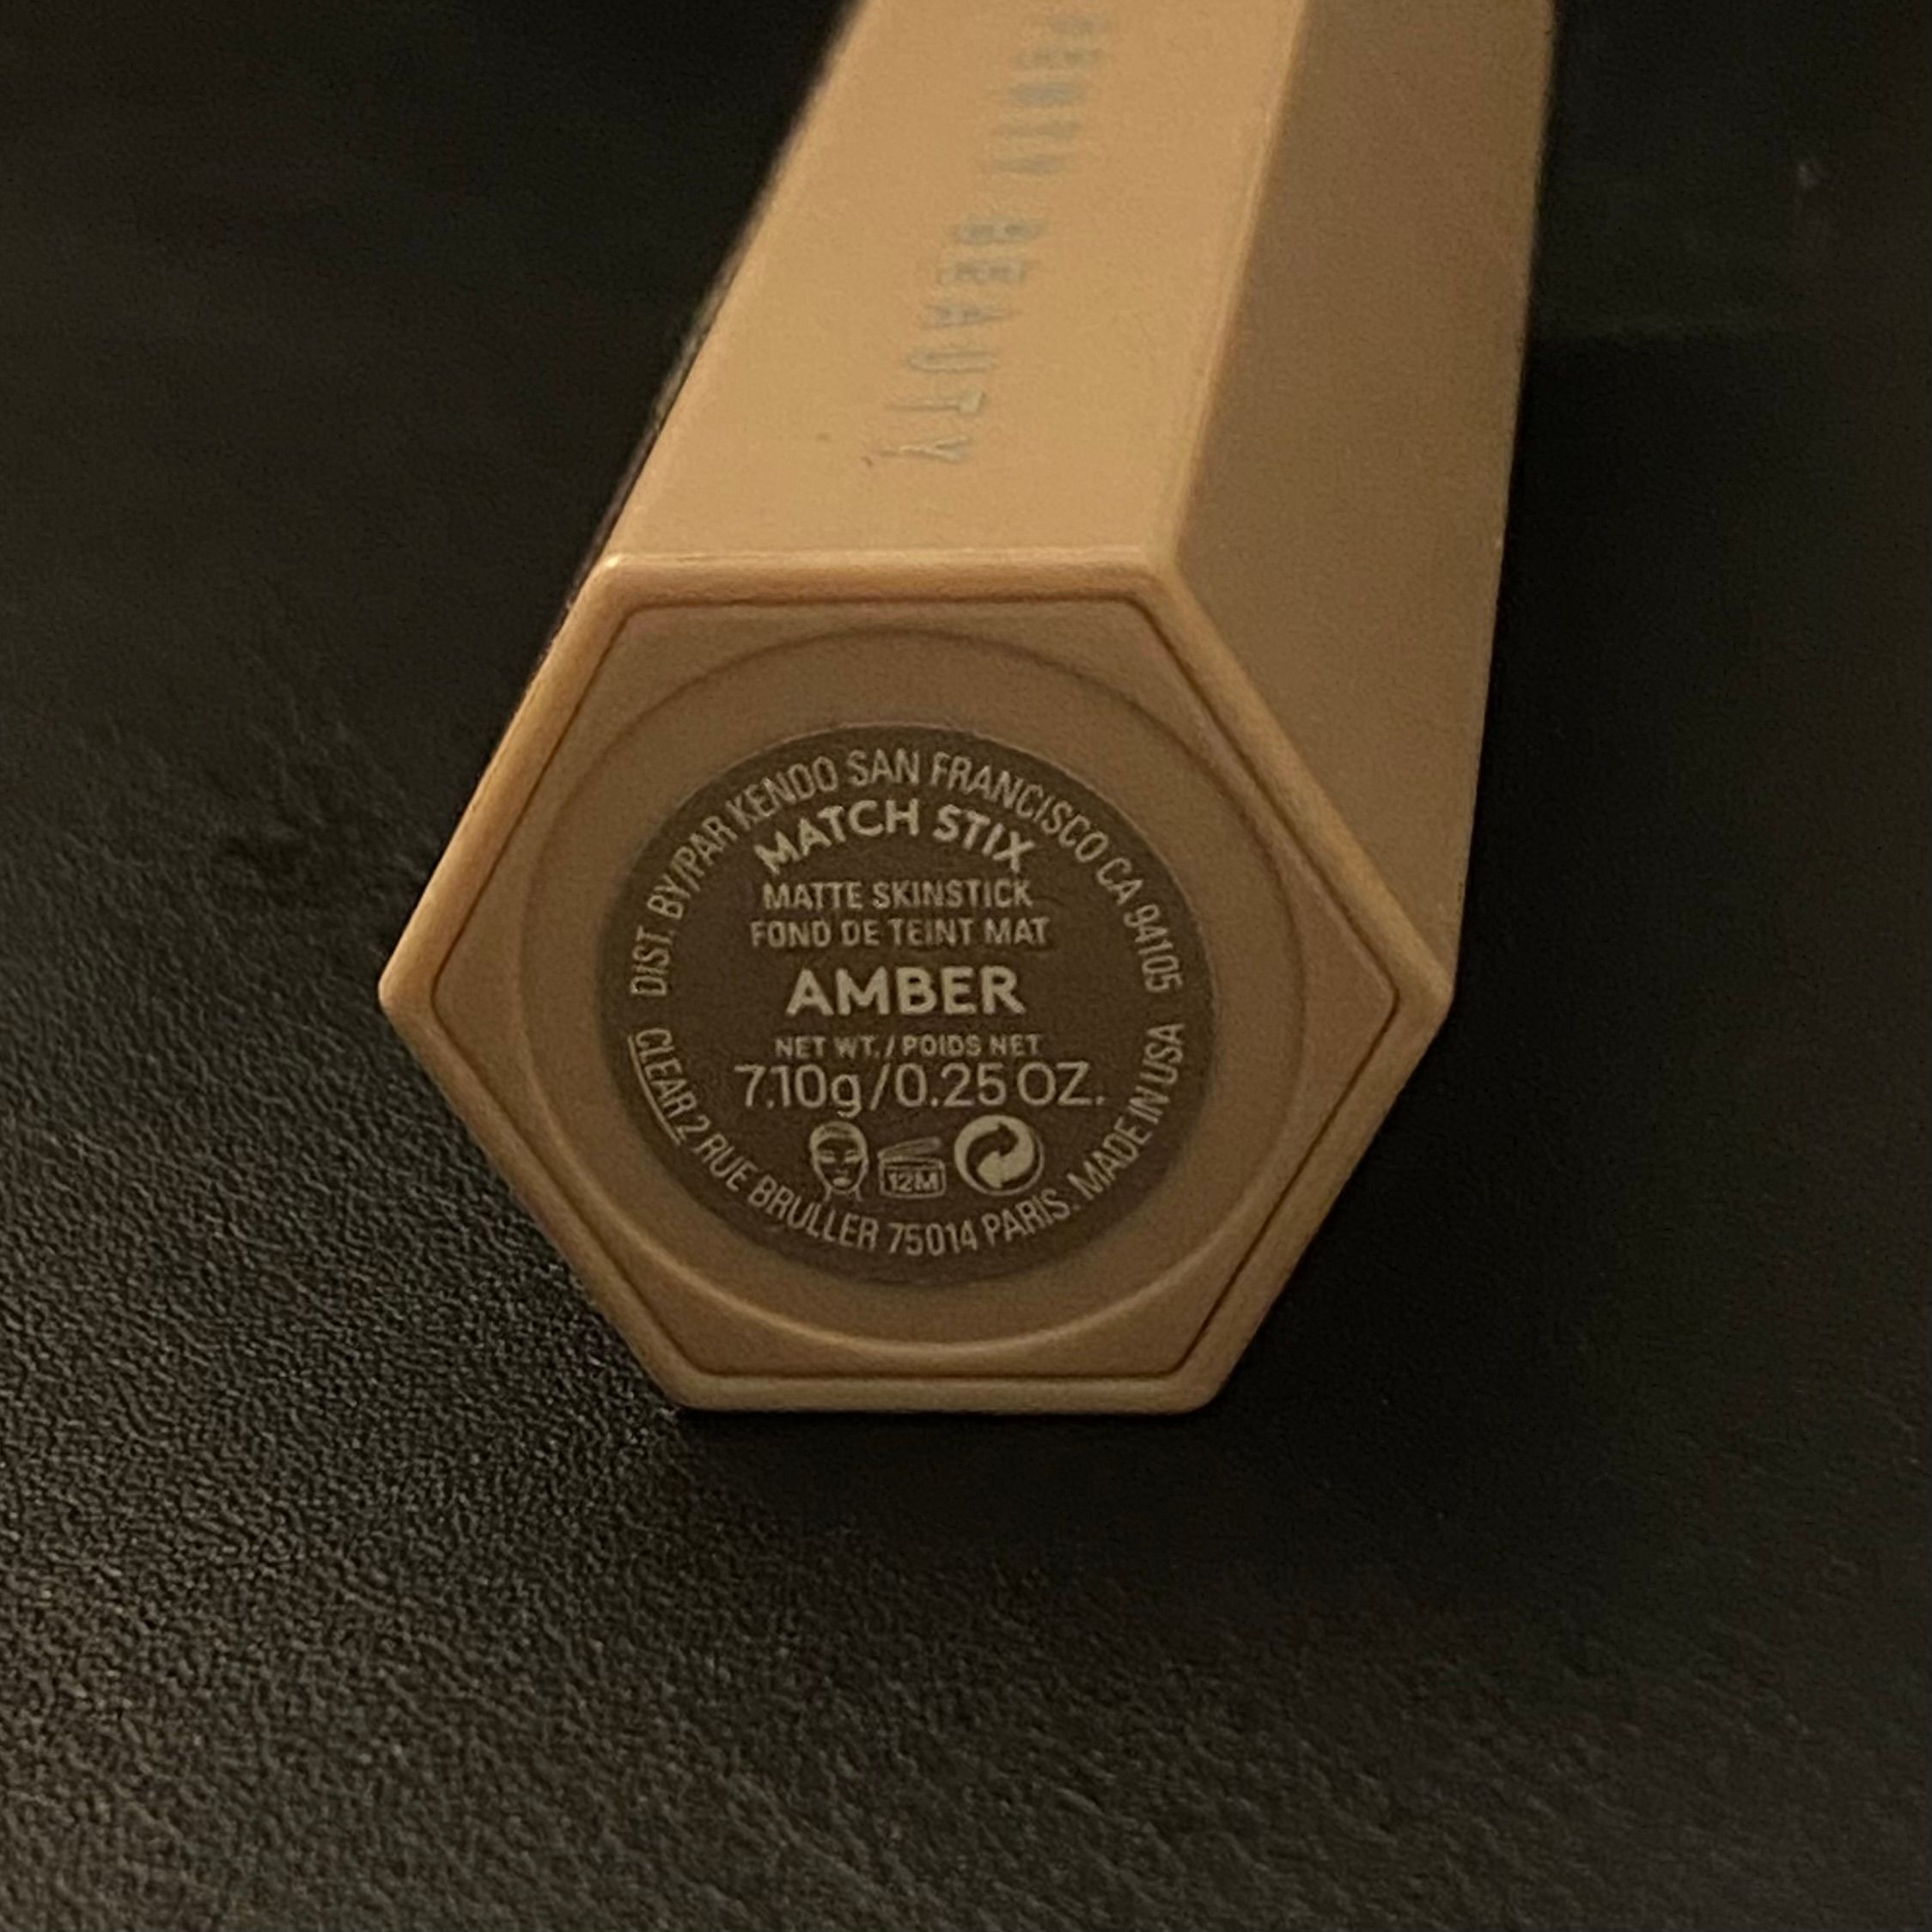 FENTY BEAUTY
DIST. BY/PAR KENDO SAN FRANCISCO CA 94105
MATCH STIX
MATTE SKINSTICK
FOND DE TEINT MAT
AMBER
NET WT. / POIDS NET
7.10g/0.25 OZ.
12M
CLEAR 2 RUE BRULLER 75014 PARIS. MADE IN USA